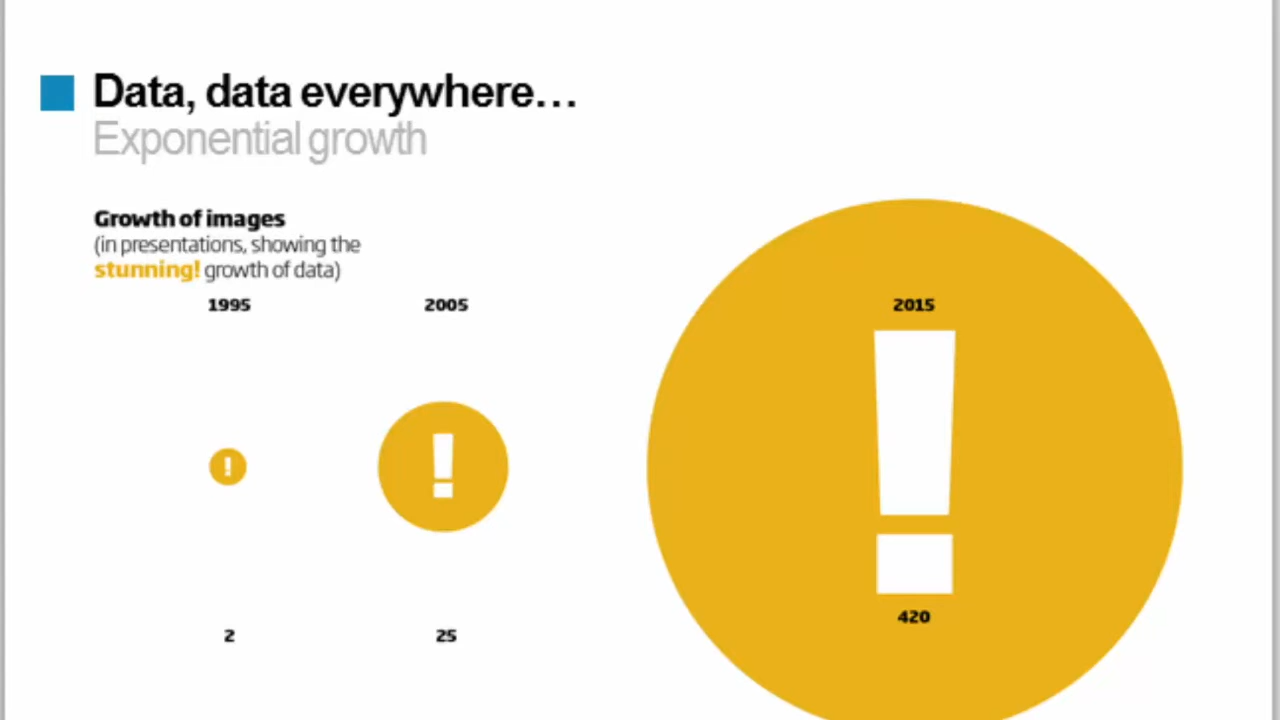 Data, data everywhere…
Exponential growth
Growth of images
(in presentations, showing the
stunning! growth of data)
1995
2005
2015
!
!
!
420
2
25